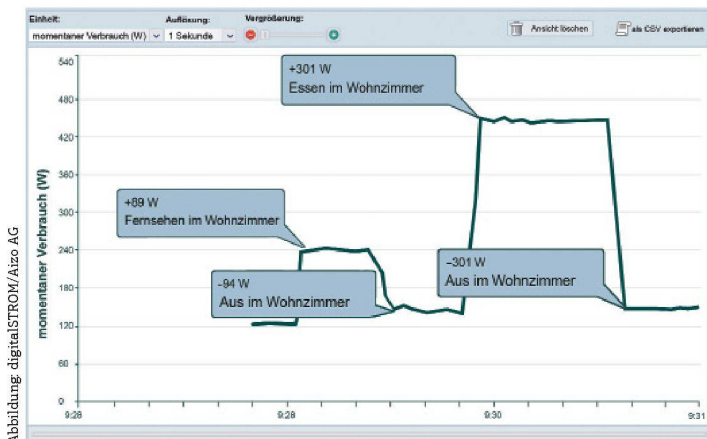 Einheit:
Auflösung:
Vergrößerung:
momentaner Verbrauch (W)
1 Sekunde
Ansicht löschen
als CSV exportieren
540
480
420
360
300
240
180
120
60
0
momentaner Verbrauch (W)
+301 W
Essen im Wohnzimmer
+89 W
Fernsehen im Wohnzimmer
−94 W
Aus im Wohnzimmer
−301 W
Aus im Wohnzimmer
9:28
9:28
9:30
9:31
Abbildung: digitalSTROM/Aizo AG